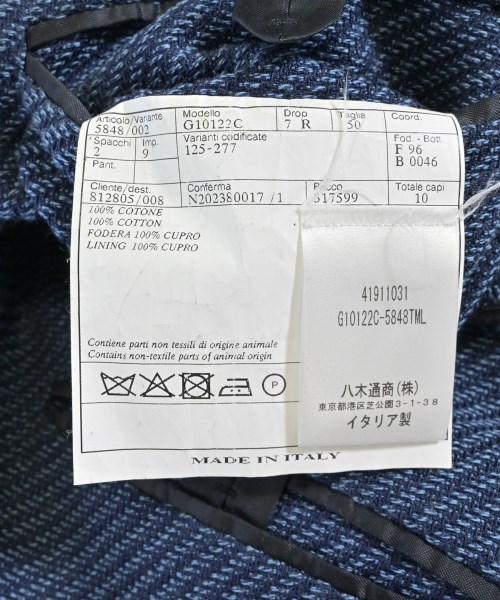 Articolo/Variante Modello Drop Taglia Coord.
5848/002 G10122C 7 R 50
Spacchi Imp. Varianti codificate Fod.- Bott.
2 9 125-277 F 96
Pant. B 0046
Cliente/dest. Conferma Pacco Totale capi
812805/008 N202380017 /1 317599 10
100% COTONE
100% COTTON
FODERA 100% CUPRO
LINING 100% CUPRO
Contiene parti non tessili di origine animale
Contains non-textile parts of animal origin
P
MADE IN ITALY
41911031
G10122C-5848TML
八木通商(株)
東京都港区芝公園3-1-38
イタリア製